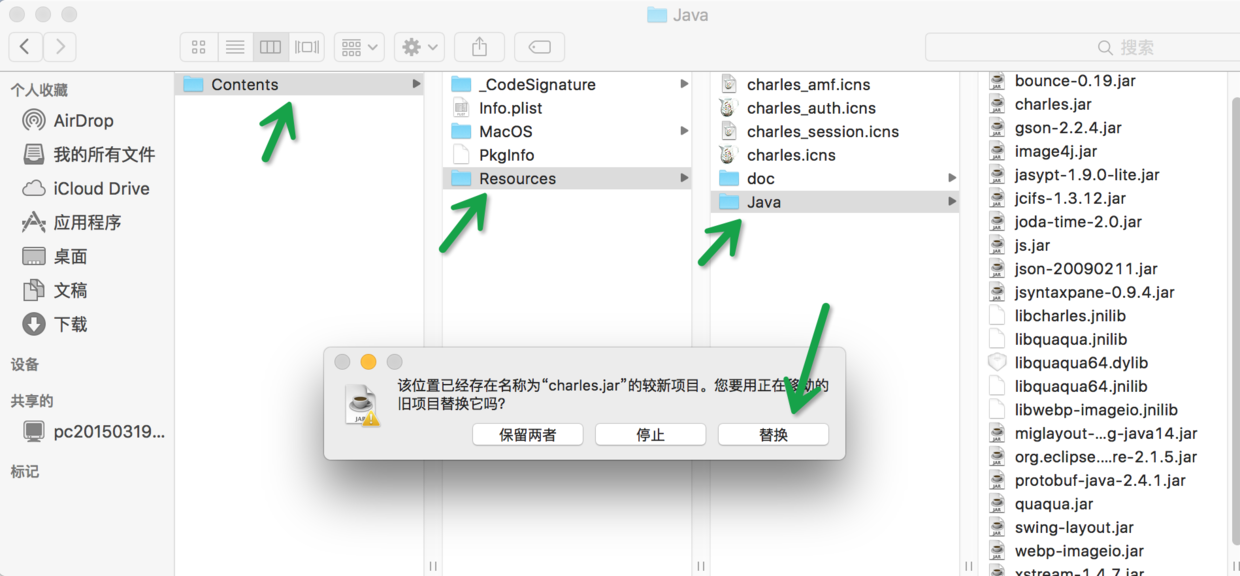 Java
搜索
个人收藏
AirDrop
我的所有文件
iCloud Drive
应用程序
桌面
文稿
下载
设备
共享的
pc20150319...
标记
Contents
_CodeSignature
Info.plist
MacOS
PkgInfo
Resources
charles_amf.icns
charles_auth.icns
charles_session.icns
charles.icns
doc
Java
bounce-0.19.jar
charles.jar
gson-2.2.4.jar
image4j.jar
jasypt-1.9.0-lite.jar
jcifs-1.3.12.jar
joda-time-2.0.jar
js.jar
json-20090211.jar
jsyntaxpane-0.9.4.jar
libcharles.jnilib
libquaqua.jnilib
libquaqua64.dylib
libquaqua64.jnilib
libwebp-imageio.jnilib
miglayout-...g-java14.jar
org.eclipse....re-2.1.5.jar
protobuf-java-2.4.1.jar
quaqua.jar
swing-layout.jar
webp-imageio.jar
xstream-1.4.7.jar
该位置已经存在名称为“charles.jar”的较新项目。您要用正在移动的
旧项目替换它吗?
保留两者
停止
替换